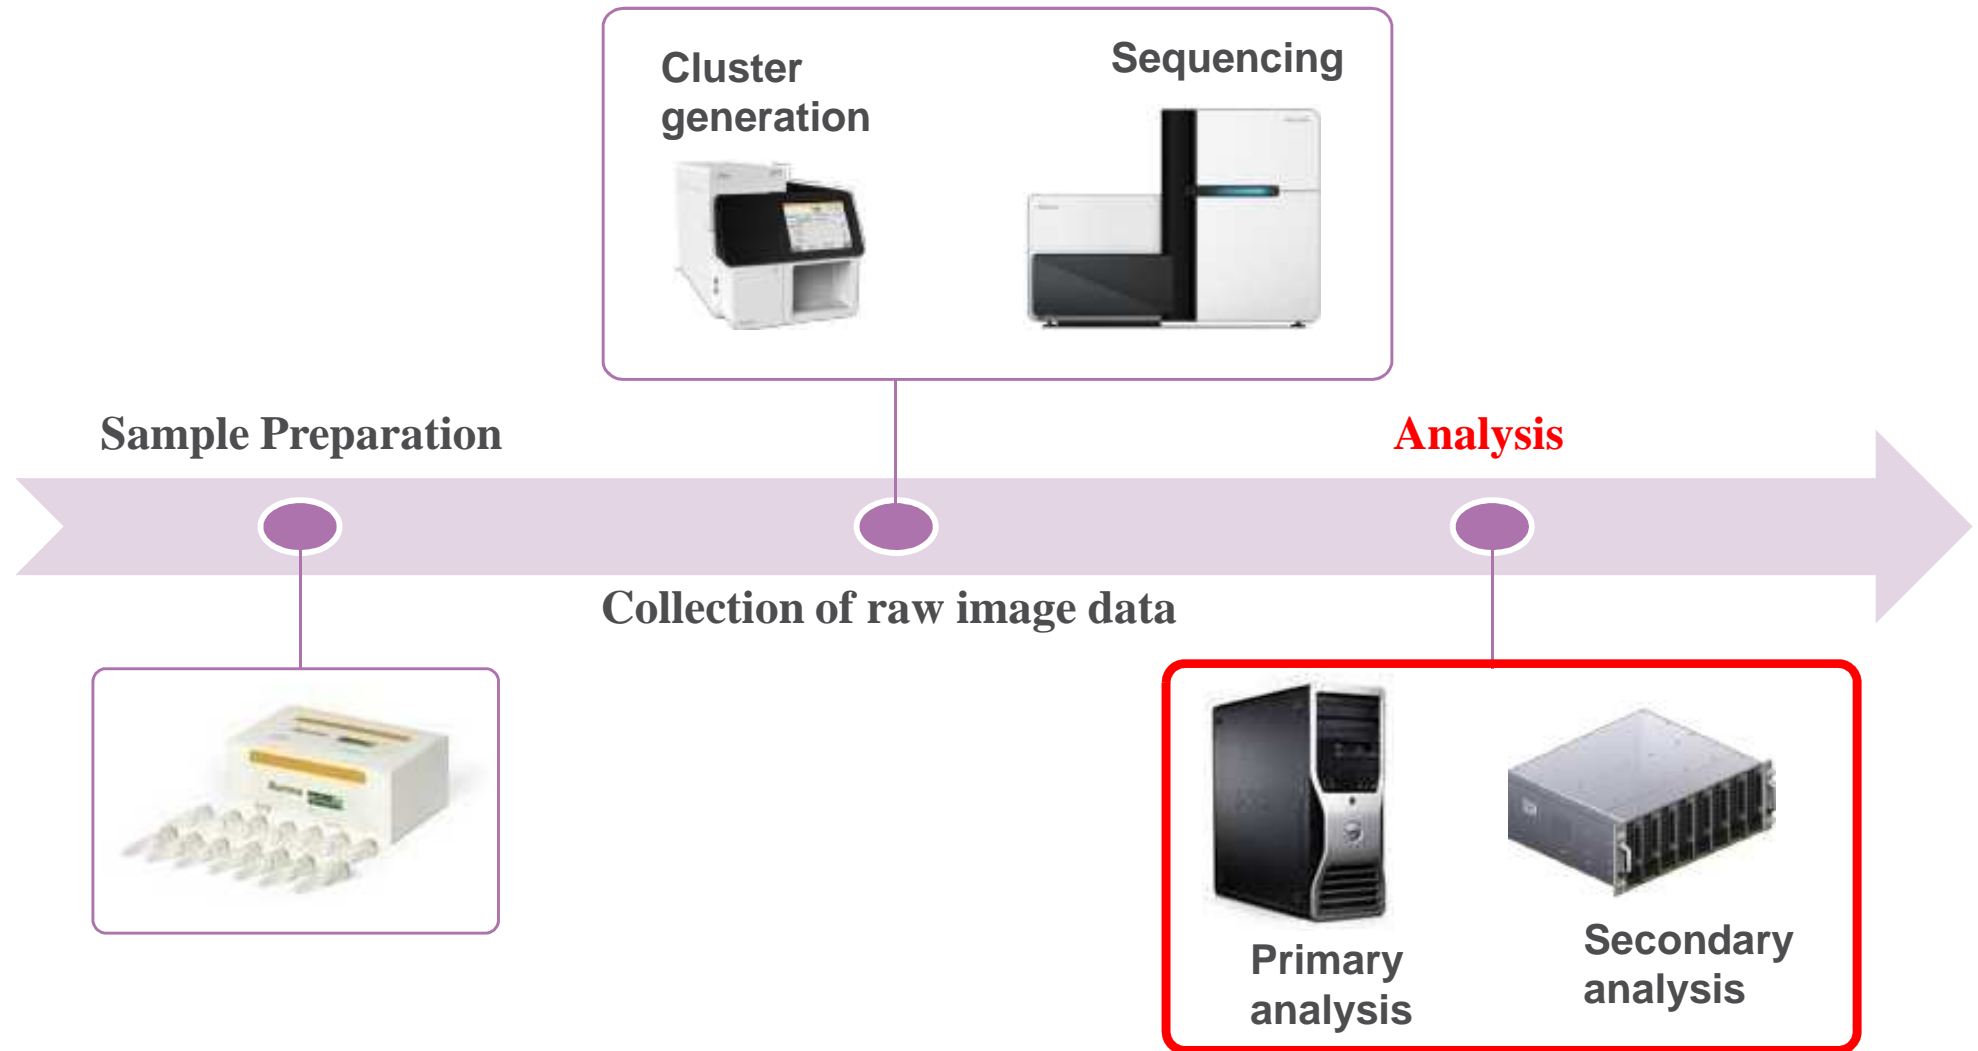 Cluster
generation
Sequencing
Sample Preparation
Analysis
Collection of raw image data
Primary
analysis
Secondary
analysis